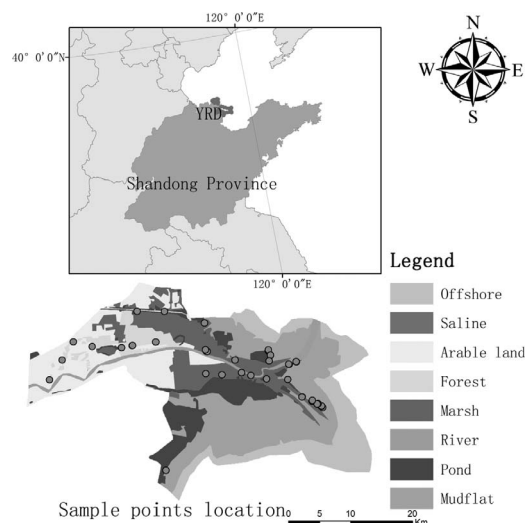 120° 0′0″E
40° 0′0″N
N
W E
S
YRD
Shandong Province
120° 0′0″E
Legend
Offshore
Saline
Arable land
Forest
Marsh
River
Pond
Mudflat
Sample points location
0 5 10 20
Km